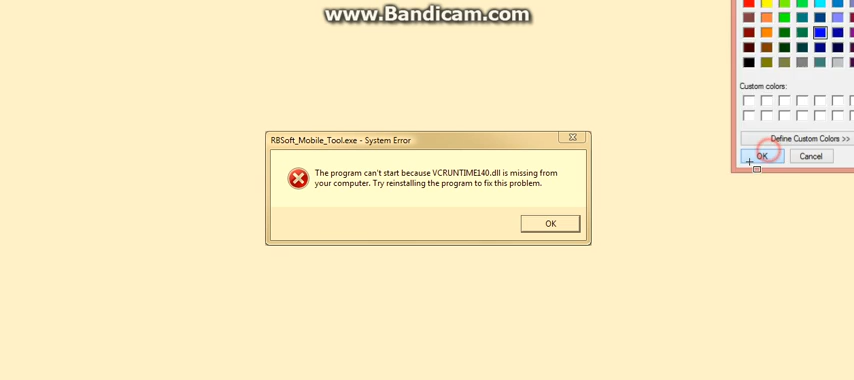 www.Bandicam.com
Custom colors:
RBSoft_Mobile_Tool.exe - System Error
Define Custom Colors >>
OK
Cancel
The program can't start because VCRUNTIME140.dll is missing from
your computer. Try reinstalling the program to fix this problem.
OK